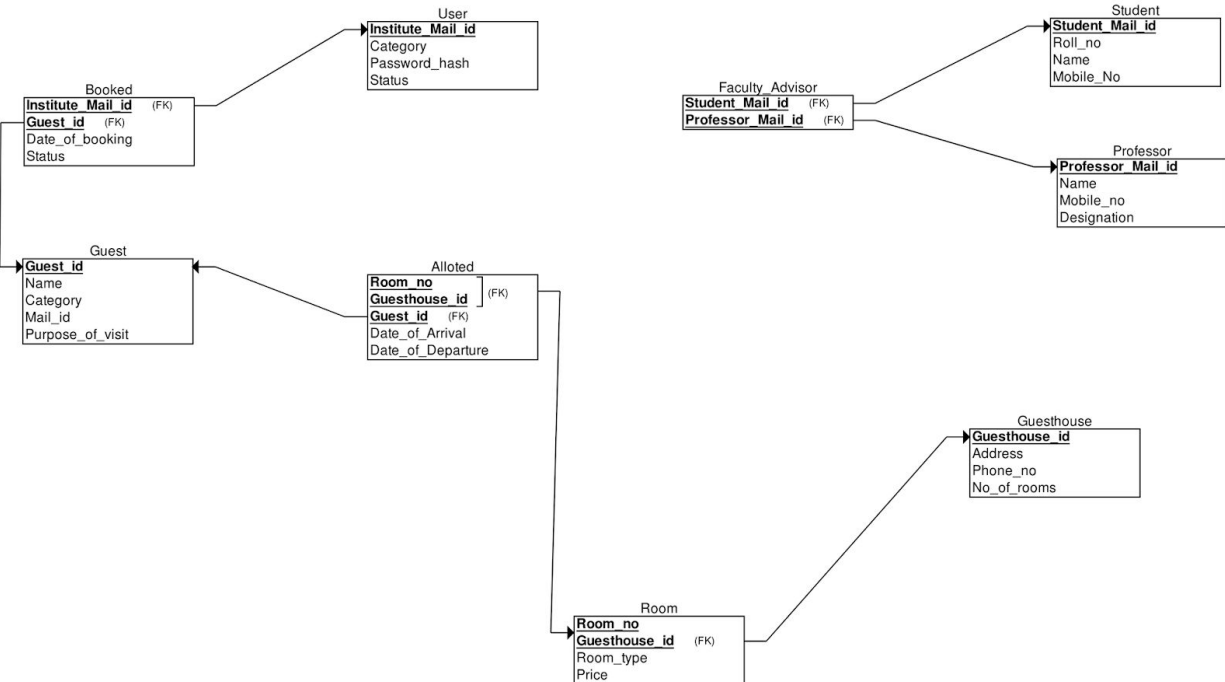 User
Institute_Mail_id
Category
Password_hash
Status
Student
Student_Mail_id
Roll_no
Name
Mobile_No
Booked
Institute_Mail_id (FK)
Guest_id (FK)
Date_of_booking
Status
Faculty_Advisor
Student_Mail_id (FK)
Professor_Mail_id (FK)
Professor
Professor_Mail_id
Name
Mobile_no
Designation
Guest
Guest_id
Name
Category
Mail_id
Purpose_of_visit
Alloted
Room_no
Guesthouse_id (FK)
Guest_id (FK)
Date_of_Arrival
Date_of_Departure
Guesthouse
Guesthouse_id
Address
Phone_no
No_of_rooms
Room
Room_no
Guesthouse_id (FK)
Room_type
Price